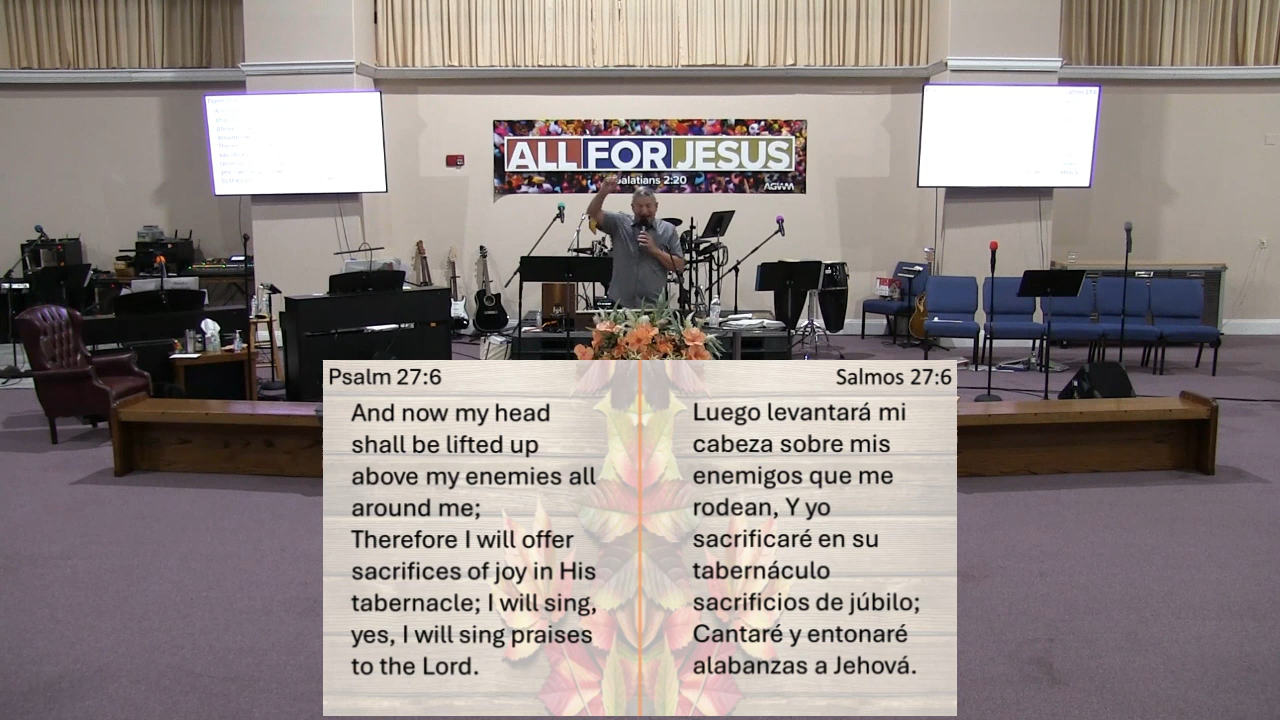 ALL FOR JESUS
Galatians 2:20
AGWM
Psalm 27:6
And now my head
shall be lifted up
above my enemies all
around me;
Therefore I will offer
sacrifices of joy in His
tabernacle; I will sing,
yes, I will sing praises
to the Lord.
Salmos 27:6
Luego levantará mi
cabeza sobre mis
enemigos que me
rodean, Y yo
sacrificaré en su
tabernáculo
sacrificios de júbilo;
Cantaré y entonaré
alabanzas a Jehová.